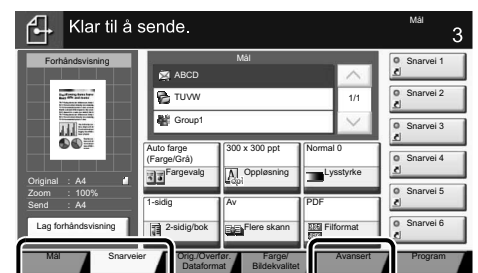 Klar til å sende.
Mål
3
Forhåndsvisning
Original : A4
Zoom : 100%
Send : A4
Lag forhåndsvisning
Mål
ABCD
TUVW
Group1
1/1
Auto farge
(Farge/Grå)
Fargevalg
300 x 300 ppt
Oppløsning
Normal 0
Lysstyrke
1-sidig
2-sidig/bok
Av
Flere skann
PDF
Filformat
Snarvei 1
Snarvei 2
Snarvei 3
Snarvei 4
Snarvei 5
Snarvei 6
Mål
Snarveier
Orig./Overfør.
Dataformat
Farge/
Bildekvalitet
Avansert
Program